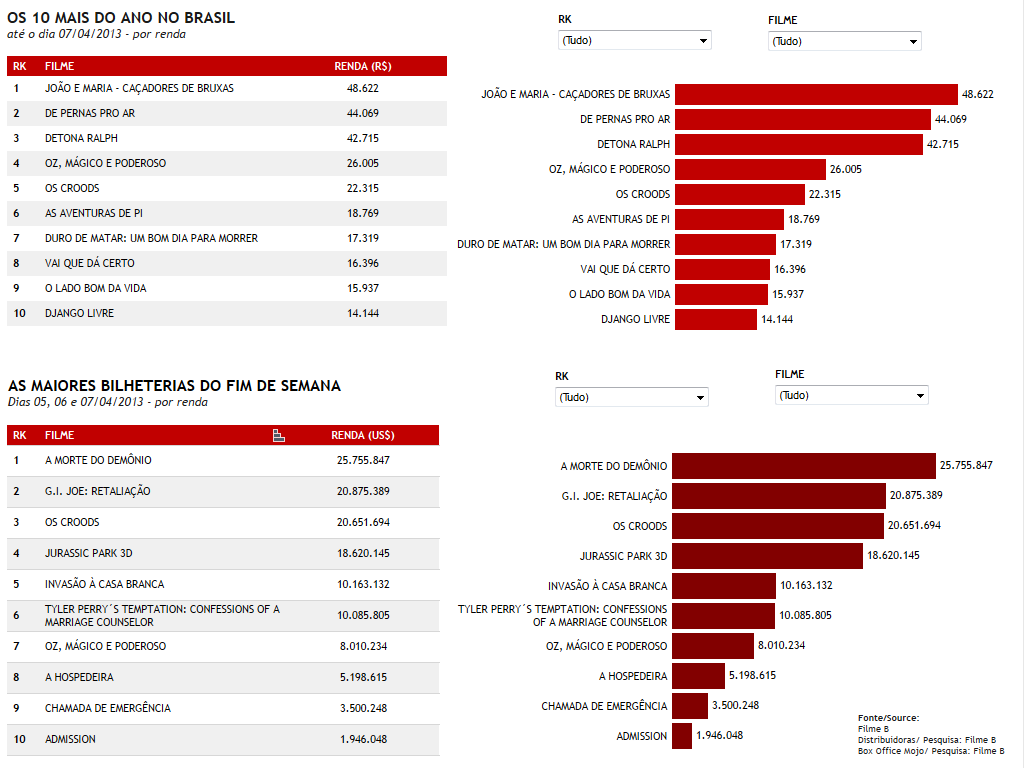 OS 10 MAIS DO ANO NO BRASIL
até o dia 07/04/2013 - por renda
RK FILME
(Tudo) (Tudo)
RK FILME RENDA (R$)
1 JOÃO E MARIA - CAÇADORES DE BRUXAS 48.622
2 DE PERNAS PRO AR 44.069
3 DETONA RALPH 42.715
4 OZ, MÁGICO E PODEROSO 26.005
5 OS CROODS 22.315
6 AS AVENTURAS DE PI 18.769
7 DURO DE MATAR: UM BOM DIA PARA MORRER 17.319
8 VAI QUE DÁ CERTO 16.396
9 O LADO BOM DA VIDA 15.937
10 DJANGO LIVRE 14.144
JOÃO E MARIA - CAÇADORES DE BRUXAS 48.622
DE PERNAS PRO AR 44.069
DETONA RALPH 42.715
OZ, MÁGICO E PODEROSO 26.005
OS CROODS 22.315
AS AVENTURAS DE PI 18.769
DURO DE MATAR: UM BOM DIA PARA MORRER 17.319
VAI QUE DÁ CERTO 16.396
O LADO BOM DA VIDA 15.937
DJANGO LIVRE 14.144
AS MAIORES BILHETERIAS DO FIM DE SEMANA
Dias 05, 06 e 07/04/2013 - por renda
RK FILME
(Tudo) (Tudo)
RK FILME RENDA (US$)
1 A MORTE DO DEMÔNIO 25.755.847
2 G.I. JOE: RETALIAÇÃO 20.875.389
3 OS CROODS 20.651.694
4 JURASSIC PARK 3D 18.620.145
5 INVASÃO À CASA BRANCA 10.163.132
6 TYLER PERRY´S TEMPTATION: CONFESSIONS OF A
MARRIAGE COUNSELOR 10.085.805
7 OZ, MÁGICO E PODEROSO 8.010.234
8 A HOSPEDEIRA 5.198.615
9 CHAMADA DE EMERGÊNCIA 3.500.248
10 ADMISSION 1.946.048
A MORTE DO DEMÔNIO 25.755.847
G.I. JOE: RETALIAÇÃO 20.875.389
OS CROODS 20.651.694
JURASSIC PARK 3D 18.620.145
INVASÃO À CASA BRANCA 10.163.132
TYLER PERRY´S TEMPTATION: CONFESSIONS
OF A MARRIAGE COUNSELOR 10.085.805
OZ, MÁGICO E PODEROSO 8.010.234
A HOSPEDEIRA 5.198.615
CHAMADA DE EMERGÊNCIA 3.500.248
ADMISSION 1.946.048
Fonte/Source:
Filme B
Distribuidoras/ Pesquisa: Filme B
Box Office Mojo/ Pesquisa: Filme B